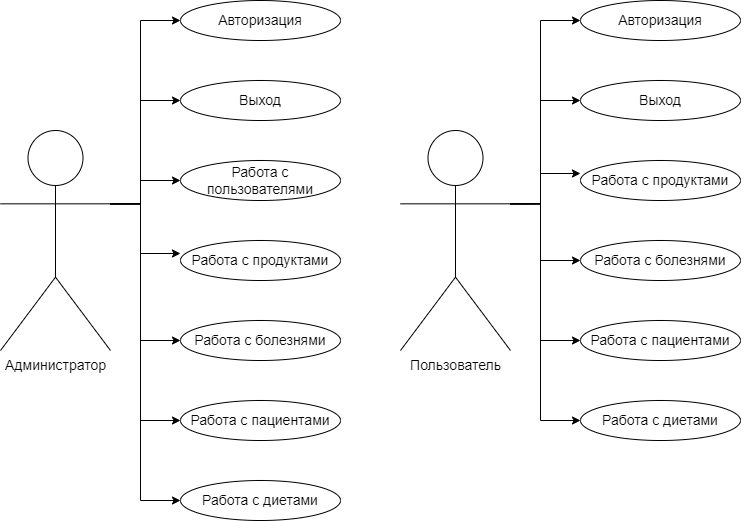 Авторизация
Выход
Работа с
пользователями
Работа с продуктами
Работа с болезнями
Администратор
Работа с пациентами
Работа с диетами
Авторизация
Выход
Работа с продуктами
Работа с болезнями
Работа с пациентами
Пользователь
Работа с диетами